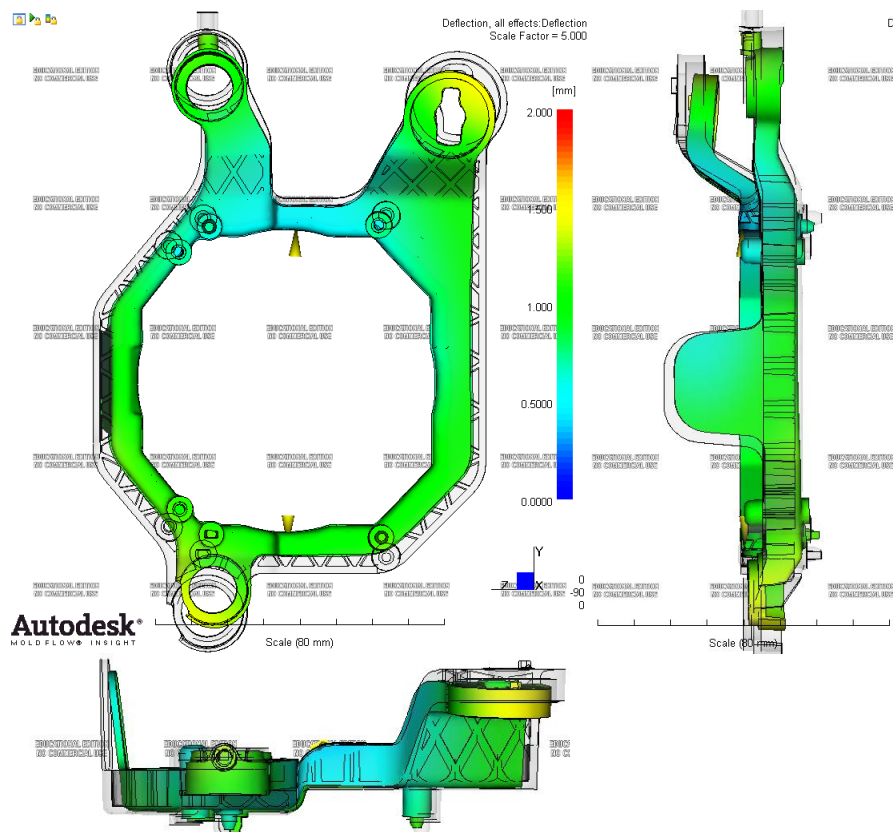 Deflection, all effects:Deflection
Scale Factor = 5.000
[mm]
2.000
1.500
1.000
0.5000
0.0000
EDUCATIONAL EDITION
NO COMMERCIAL USE
Y
Z
X
0
-90
0
Autodesk®
MOLDFLOW® INSIGHT
Scale (80 mm)
D
Scale (80 mm)